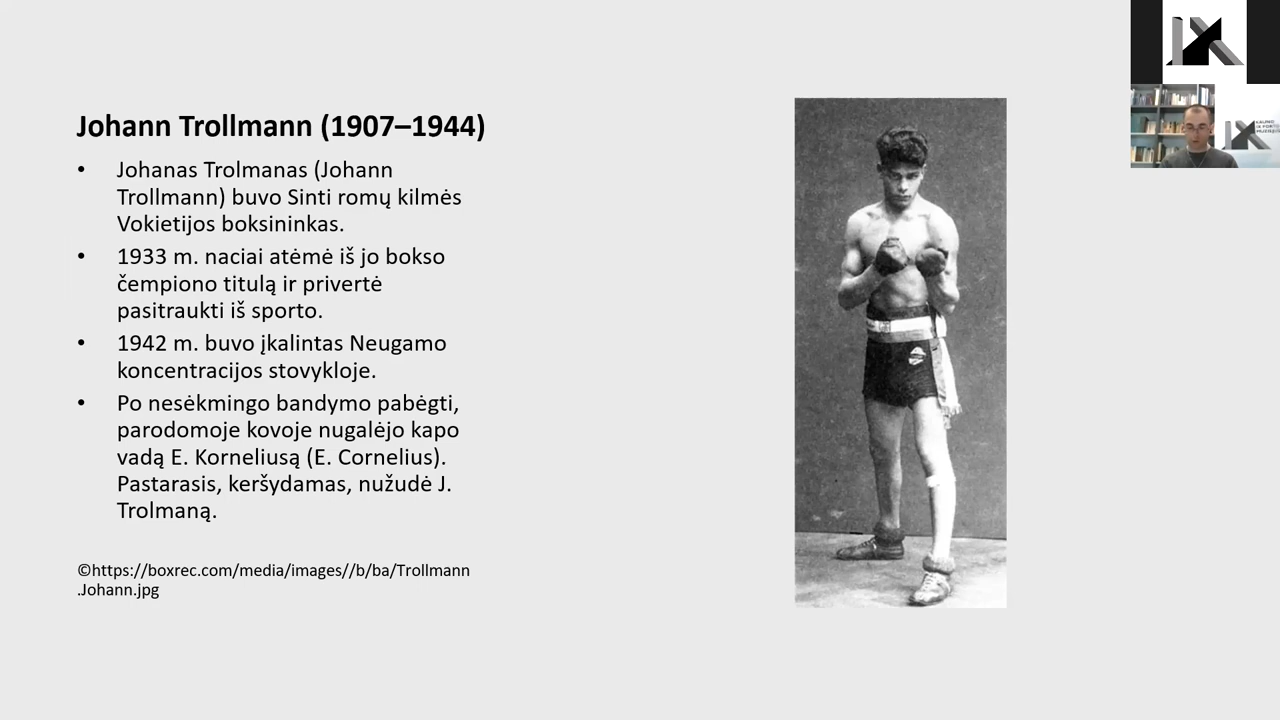 Johann Trollmann (1907–1944)
• Johanas Trolmanas (Johann
Trollmann) buvo Sinti romų kilmės
Vokietijos boksininkas.
• 1933 m. naciai atėmė iš jo bokso
čempiono titulą ir privertė
pasitraukti iš sporto.
• 1942 m. buvo įkalintas Neugamo
koncentracijos stovykloje.
• Po nesėkmingo bandymo pabėgti,
parodomoje kovoje nugalėjo kapo
vadą E. Korneliusą (E. Cornelius).
Pastarasis, keršydamas, nužudė J.
Trolmaną.
©https://boxrec.com/media/images//b/ba/Trollmann
.Johann.jpg
KAUNO
IX FORTO